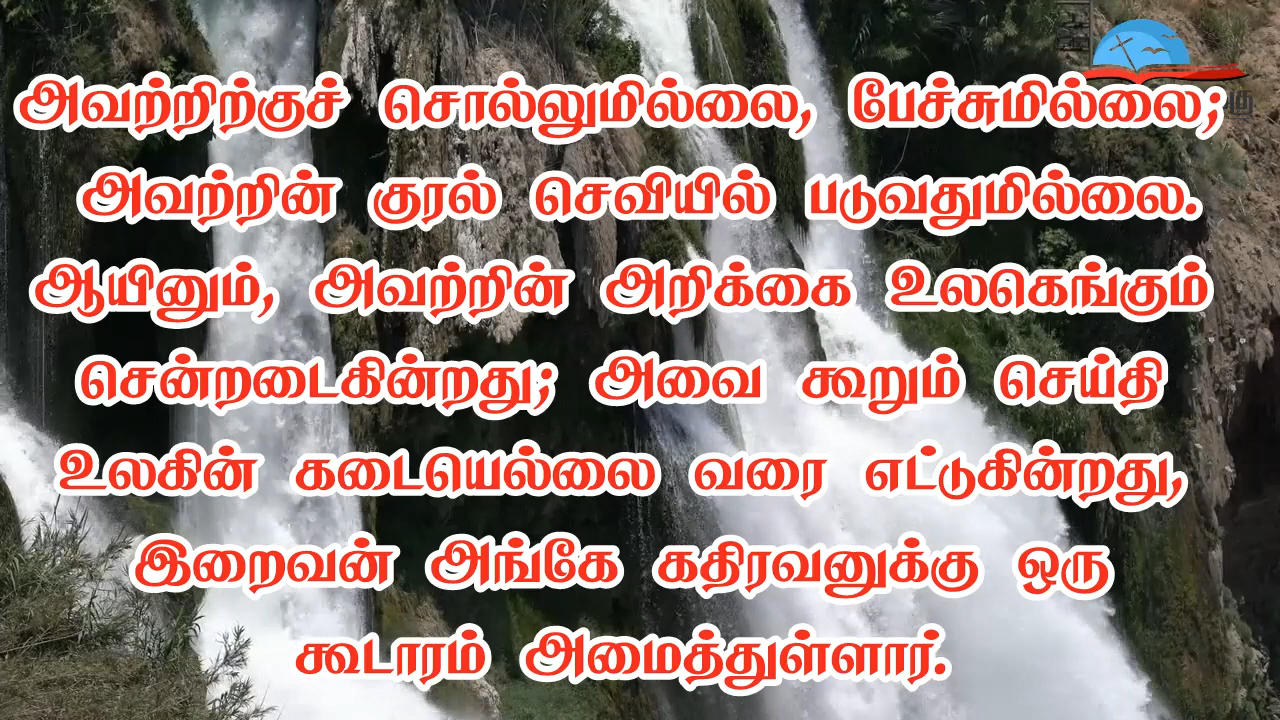 அவற்றிற்குச் சொல்லுமில்லை, பேச்சுமில்லை;
அவற்றின் குரல் செவியில் படுவதுமில்லை.
ஆயினும், அவற்றின் அறிக்கை உலகெங்கும்
சென்றடைகின்றது; அவை கூறும் செய்தி
உலகின் கடையெல்லை வரை எட்டுகின்றது,
இறைவன் அங்கே கதிரவனுக்கு ஒரு
கூடாரம் அமைத்துள்ளார்.